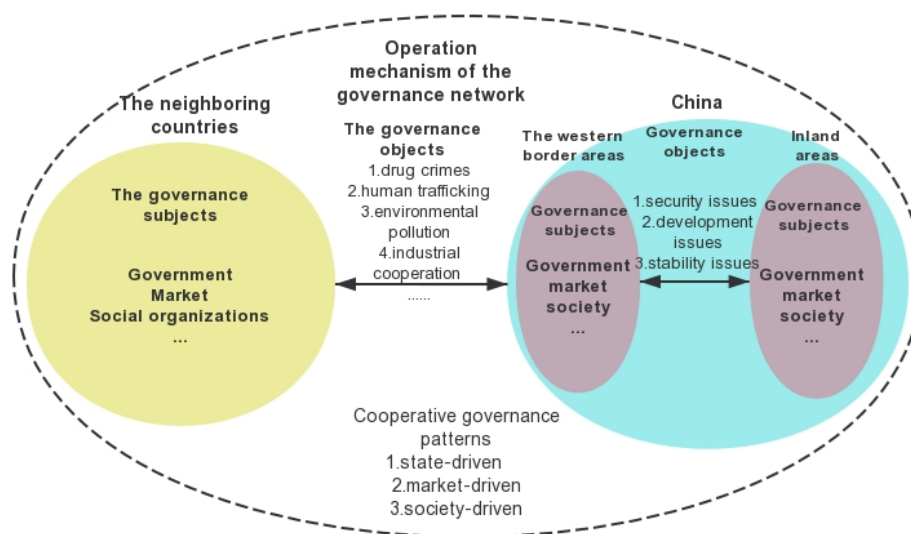 Operation
mechanism of the
governance network
The neighboring
countries
The governance
subjects
Government
Market
Social organizations
...
The governance
objects
1.drug crimes
2.human trafficking
3.environmental
pollution
4.industrial
cooperation
......
China
The western
border areas
Governance
objects
Inland
areas
Governance
subjects
Government
market
society
...
1.security issues
2.development
issues
3.stability issues
Governance
subjects
Government
market
society
...
Cooperative governance
patterns
1.state-driven
2.market-driven
3.society-driven